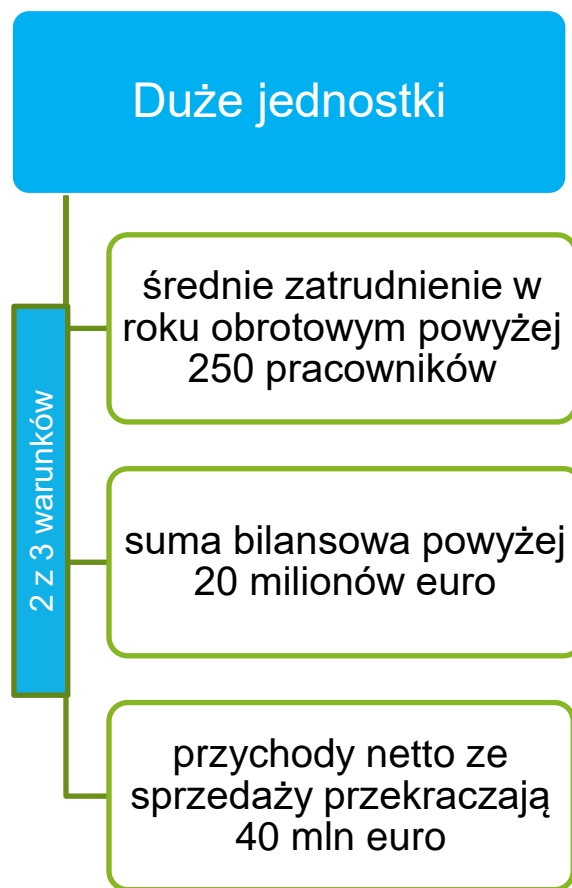 Duże jednostki
średnie zatrudnienie w
roku obrotowym powyżej
250 pracowników
2 z 3 warunków
suma bilansowa powyżej
20 milionów euro
przychody netto ze
sprzedaży przekraczają
40 mln euro